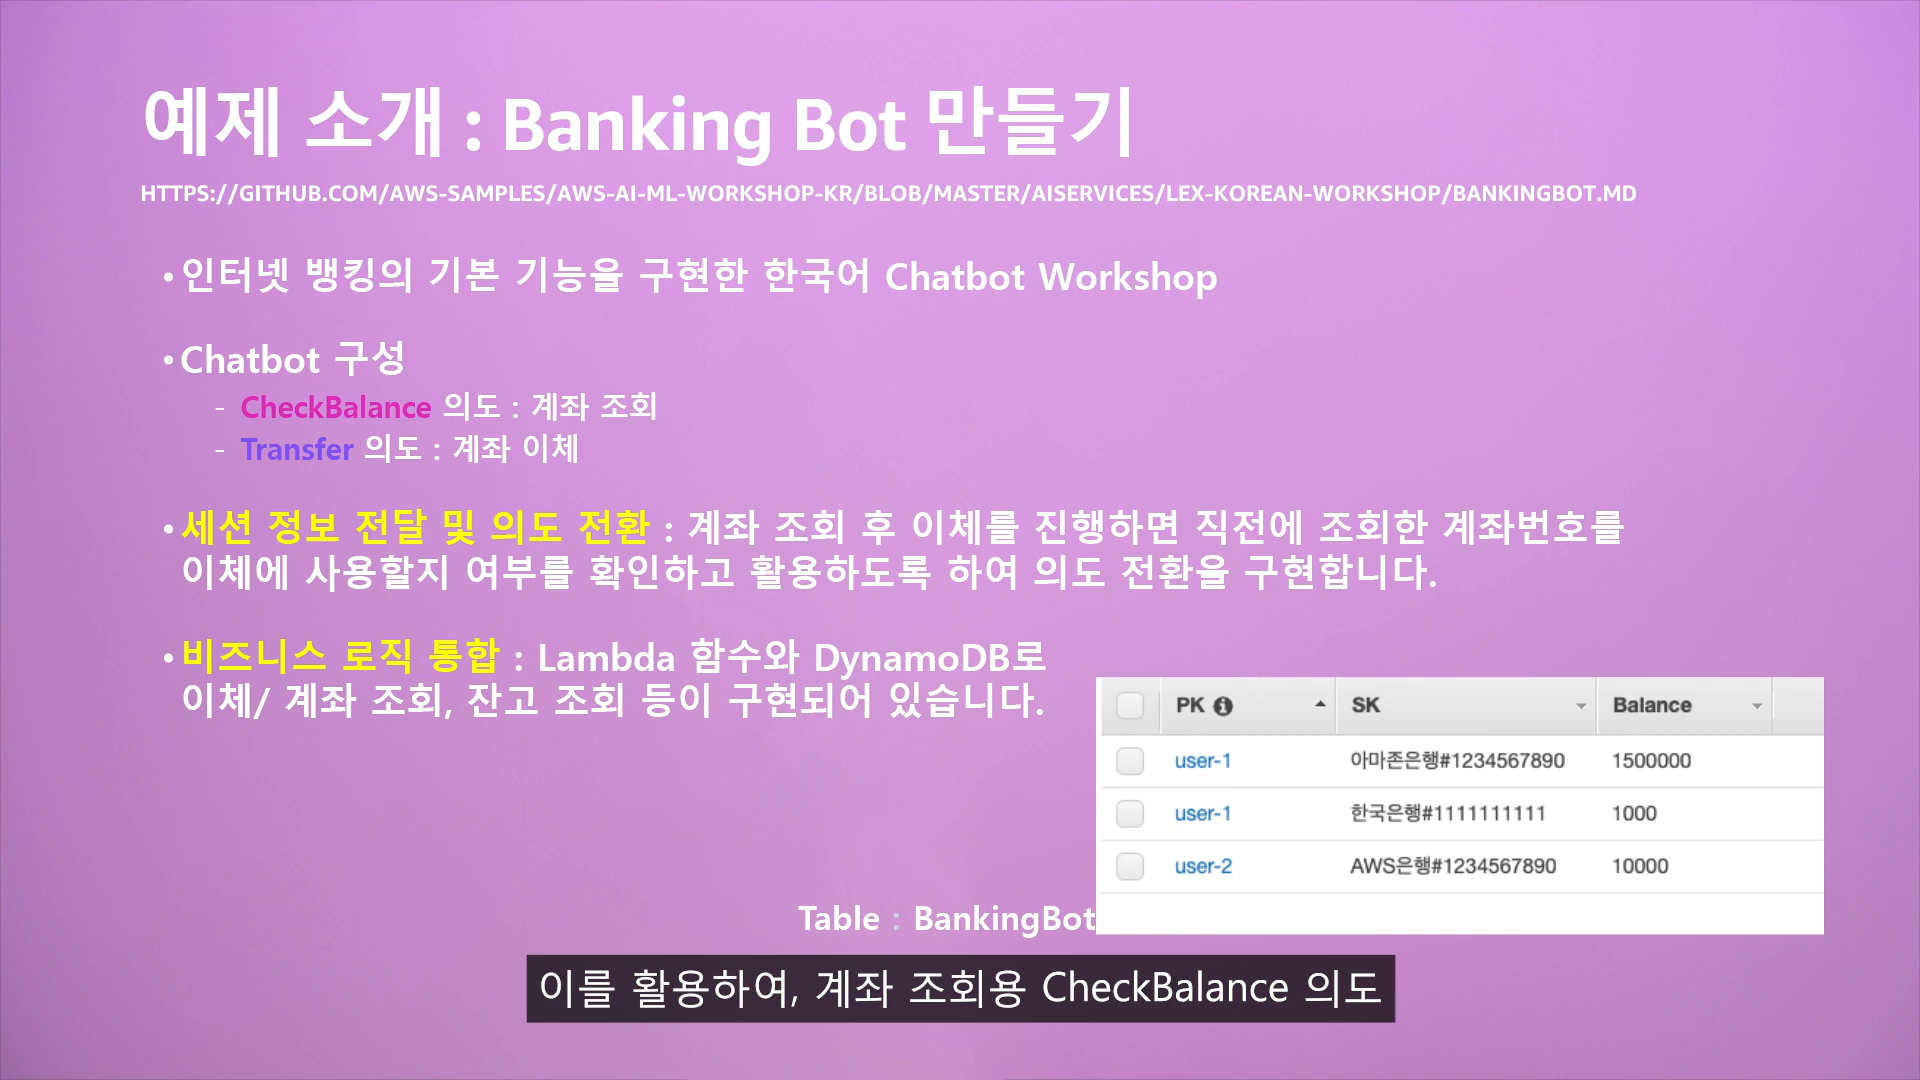 예제 소개 : Banking Bot 만들기
HTTPS://GITHUB.COM/AWS-SAMPLES/AWS-AI-ML-WORKSHOP-KR/BLOB/MASTER/AISERVICES/LEX-KOREAN-WORKSHOP/BANKINGBOT.MD
• 인터넷 뱅킹의 기본 기능을 구현한 한국어 Chatbot Workshop
• Chatbot 구성
- CheckBalance 의도 : 계좌 조회
- Transfer 의도 : 계좌 이체
• 세션 정보 전달 및 의도 전환 : 계좌 조회 후 이체를 진행하면 직전에 조회한 계좌번호를
이체에 사용할지 여부를 확인하고 활용하도록 하여 의도 전환을 구현합니다.
• 비즈니스 로직 통합 : Lambda 함수와 DynamoDB로
이체/ 계좌 조회, 잔고 조회 등이 구현되어 있습니다.
PK SK Balance
user-1 아마존은행#1234567890 1500000
user-1 한국은행#1111111111 1000
user-2 AWS은행#1234567890 10000
Table : BankingBot
이를 활용하여, 계좌 조회용 CheckBalance 의도